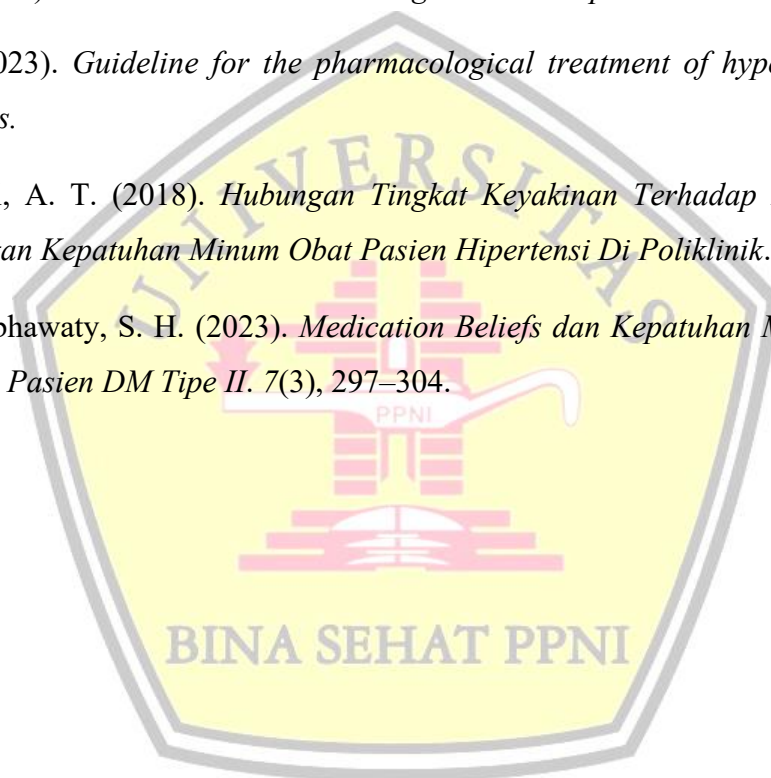 023). Guideline for the pharmacological treatment of hype
s.
, A. T. (2018). Hubungan Tingkat Keyakinan Terhadap
an Kepatuhan Minum Obat Pasien Hipertensi Di Poliklinik.
hawaty, S. H. (2023). Medication Beliefs dan Kepatuhan M
Pasien DM Tipe II. 7(3), 297–304.
UNIVERSITAS
PPNI
BINA SEHAT PPNI